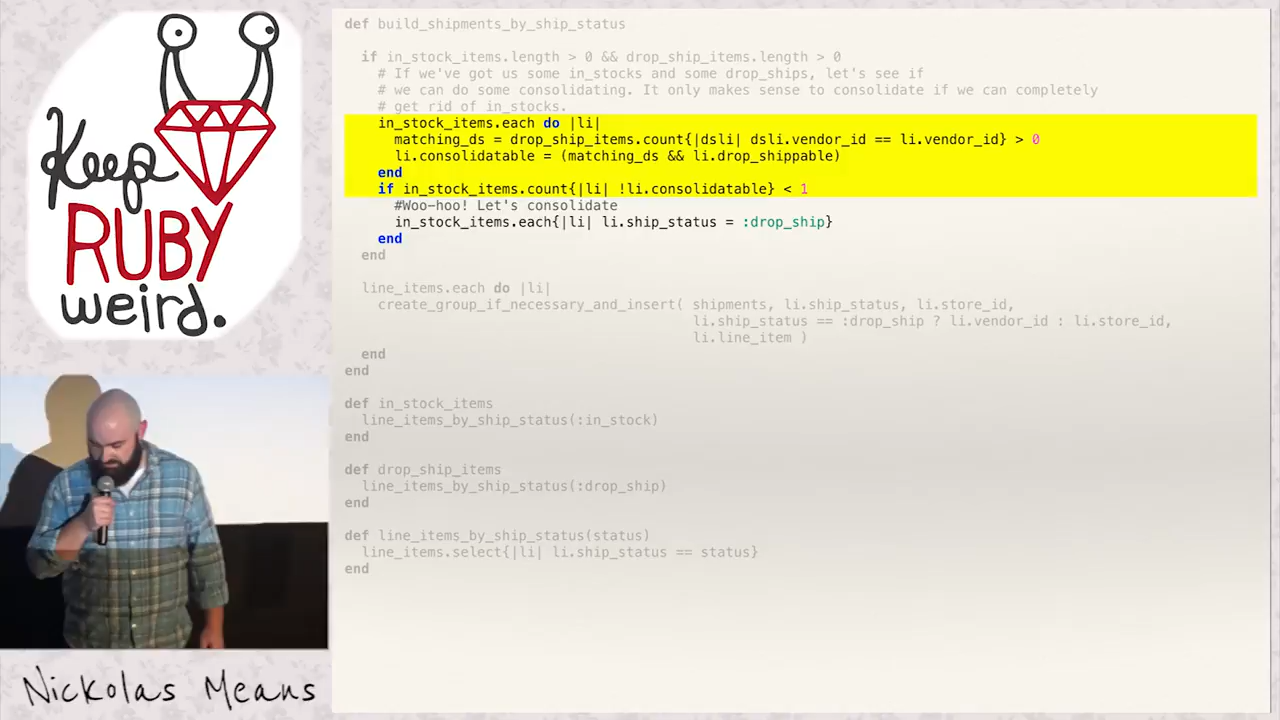 Keep
RUBY
weird.
Nickolas Means
def build_shipments_by_ship_status
if in_stock_items.length > 0 && drop_ship_items.length > 0
# If we've got us some in_stocks and some drop_ships, let's see if
# we can do some consolidating. It only makes sense to consolidate if we can completely
# get rid of in_stocks.
in_stock_items.each do |li|
matching_ds = drop_ship_items.count{|dsli| dsli.vendor_id == li.vendor_id} > 0
li.consolidatable = (matching_ds && li.drop_shippable)
end
if in_stock_items.count{|li| !li.consolidatable} < 1
#Woo-hoo! Let's consolidate
in_stock_items.each{|li| li.ship_status = :drop_ship}
end
end
line_items.each do |li|
create_group_if_necessary_and_insert( shipments, li.ship_status, li.store_id,
li.ship_status == :drop_ship ? li.vendor_id : li.store_id,
li.line_item )
end
end
def in_stock_items
line_items_by_ship_status(:in_stock)
end
def drop_ship_items
line_items_by_ship_status(:drop_ship)
end
def line_items_by_ship_status(status)
line_items.select{|li| li.ship_status == status}
end